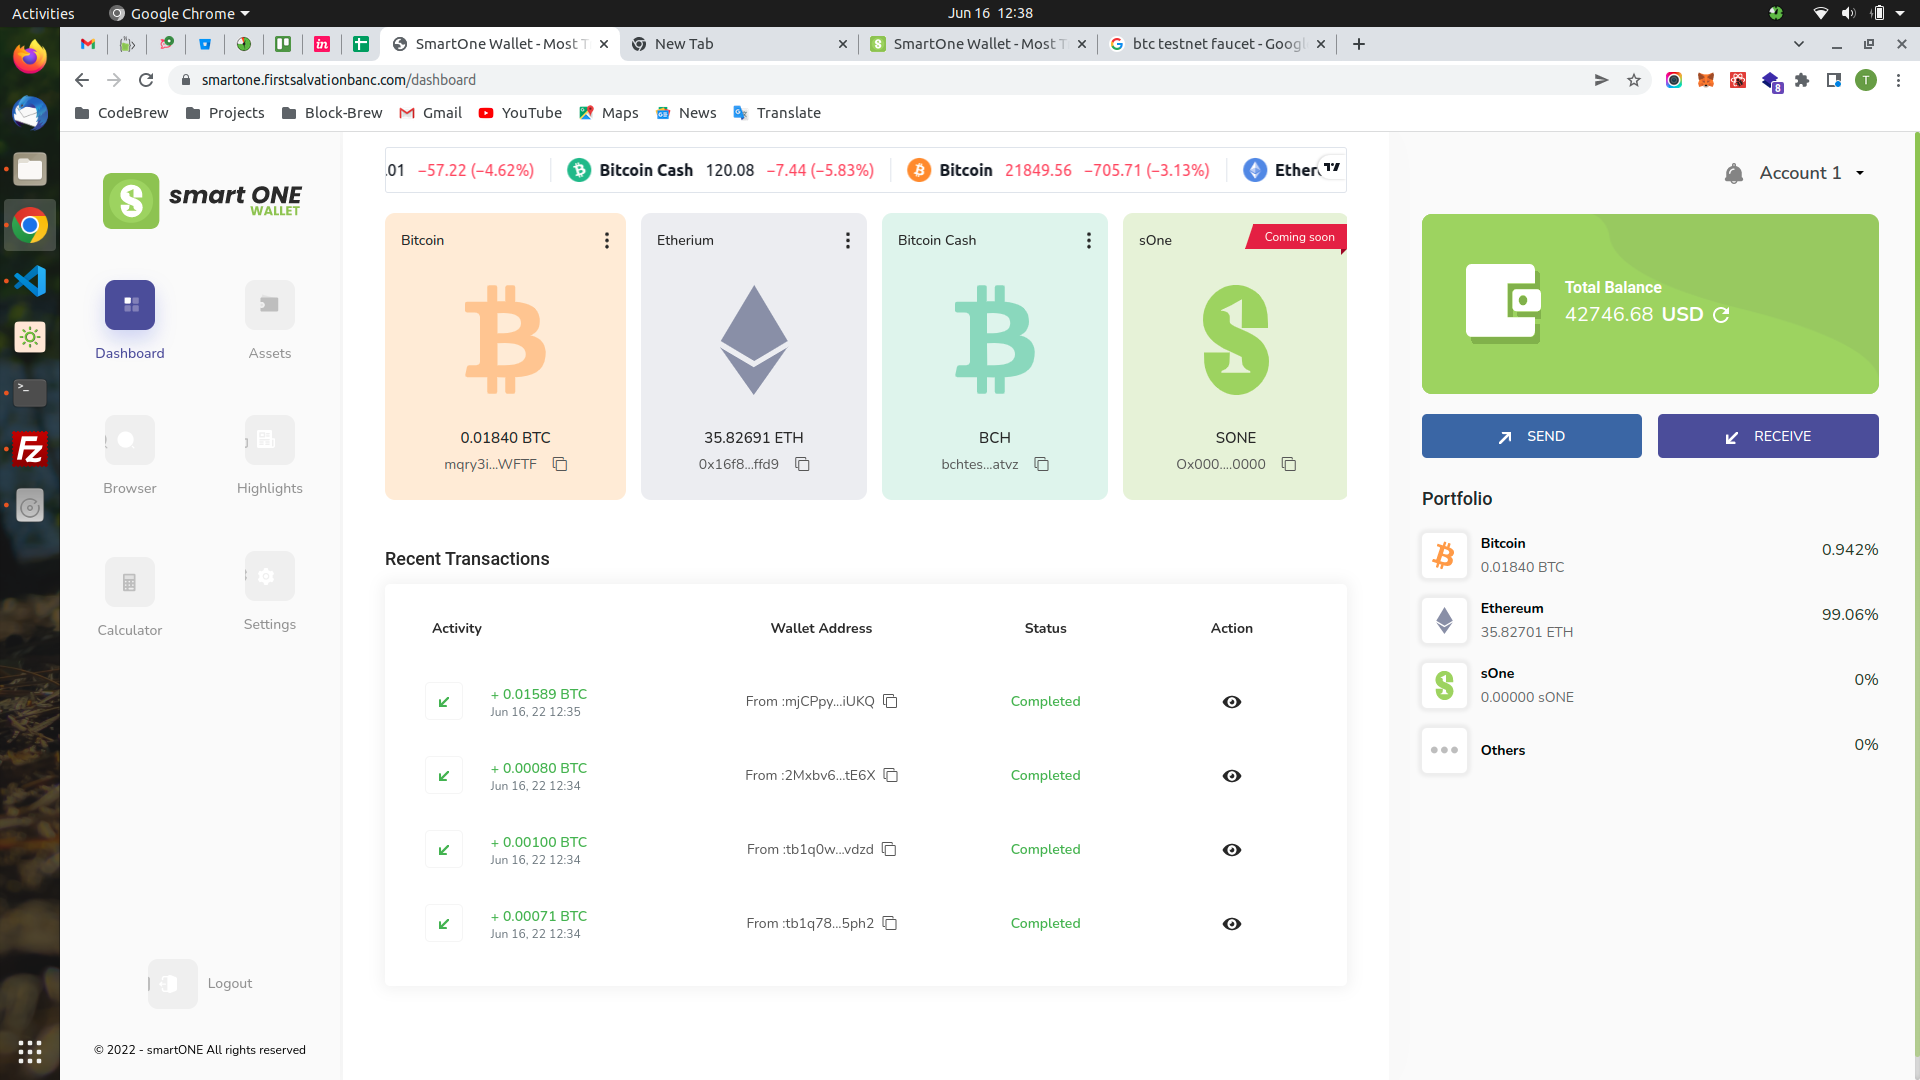 Activities
Google Chrome
Jun 16 12:38
SmartOne Wallet - Most T
New Tab
SmartOne Wallet - Most T
btc testnet faucet - Googl
smartone.firstsalvationbanc.com/dashboard
8
T
CodeBrew
Projects
Block-Brew
Gmail
YouTube
Maps
News
Translate
smart ONE
WALLET
Dashboard
Assets
Browser
Highlights
Calculator
Settings
Logout
© 2022 - smartONE All rights reserved
.01 −57.22 (−4.62%)
Bitcoin Cash 120.08 −7.44 (−5.83%)
Bitcoin 21849.56 −705.71 (−3.13%)
Ether
Bitcoin
0.01840 BTC
mqry3i...WFTF
Etherium
35.82691 ETH
0x16f8...ffd9
Bitcoin Cash
BCH
bchtes...atvz
sOne
Coming soon
SONE
Ox000....0000
Recent Transactions
Activity Wallet Address Status Action
+ 0.01589 BTC
Jun 16, 22 12:35
From :mjCPpy...iUKQ
Completed
+ 0.00080 BTC
Jun 16, 22 12:34
From :2Mxbv6...tE6X
Completed
+ 0.00100 BTC
Jun 16, 22 12:34
From :tb1q0w...vdzd
Completed
+ 0.00071 BTC
Jun 16, 22 12:34
From :tb1q78...5ph2
Completed
Account 1
Total Balance
42746.68 USD
SEND
RECEIVE
Portfolio
Bitcoin
0.01840 BTC
0.942%
Ethereum
35.82701 ETH
99.06%
sOne
0.00000 sONE
0%
Others
0%